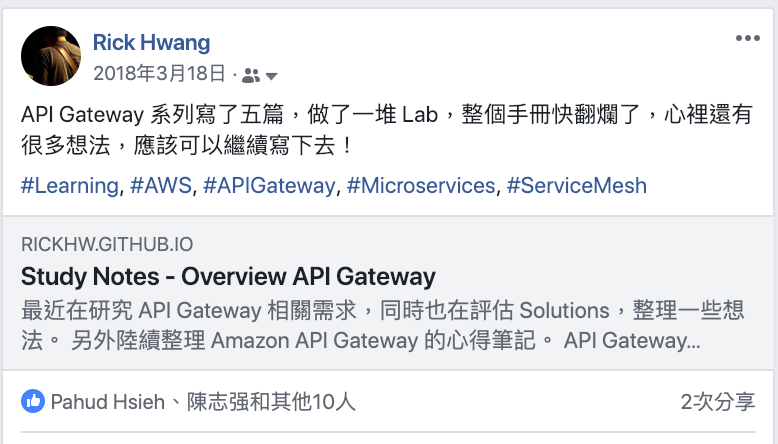 Rick Hwang
2018年3月18日 ·
API Gateway 系列寫了五篇，做了一堆 Lab，整個手冊快翻爛了，心裡還有
很多想法，應該可以繼續寫下去！
#Learning, #AWS, #APIGateway, #Microservices, #ServiceMesh
RICKHW.GITHUB.IO
Study Notes - Overview API Gateway
最近在研究 API Gateway 相關需求，同時也在評估 Solutions，整理一些想
法。 另外陸續整理 Amazon API Gateway 的心得筆記。 API Gateway...
Pahud Hsieh、陳志强和其他10人
2次分享